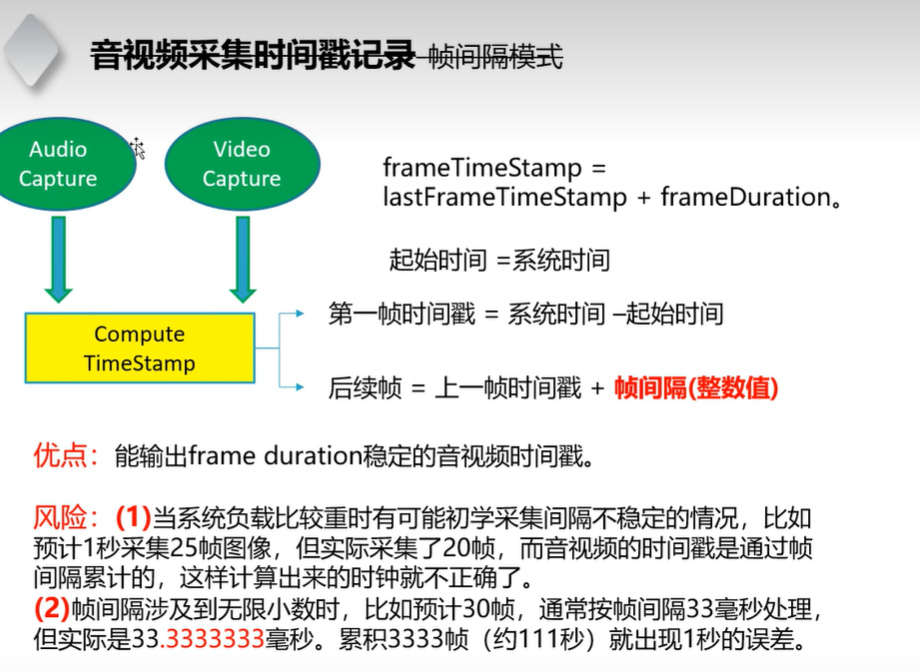 音视频采集时间戳记录-帧间隔模式
Audio
Capture
Video
Capture
frameTimeStamp =
lastFrameTimeStamp + frameDuration。
起始时间 =系统时间
Compute
TimeStamp
第一帧时间戳 = 系统时间 –起始时间
后续帧 = 上一帧时间戳 + 帧间隔(整数值)
优点：能输出frame duration稳定的音视频时间戳。
风险：(1)当系统负载比较重时有可能初学采集间隔不稳定的情况，比如
预计1秒采集25帧图像，但实际采集了20帧，而音视频的时间戳是通过帧
间隔累计的，这样计算出来的时钟就不正确了。
(2)帧间隔涉及到无限小数时，比如预计30帧，通常按帧间隔33毫秒处理，
但实际是33.3333333毫秒。累积3333帧（约111秒）就出现1秒的误差。